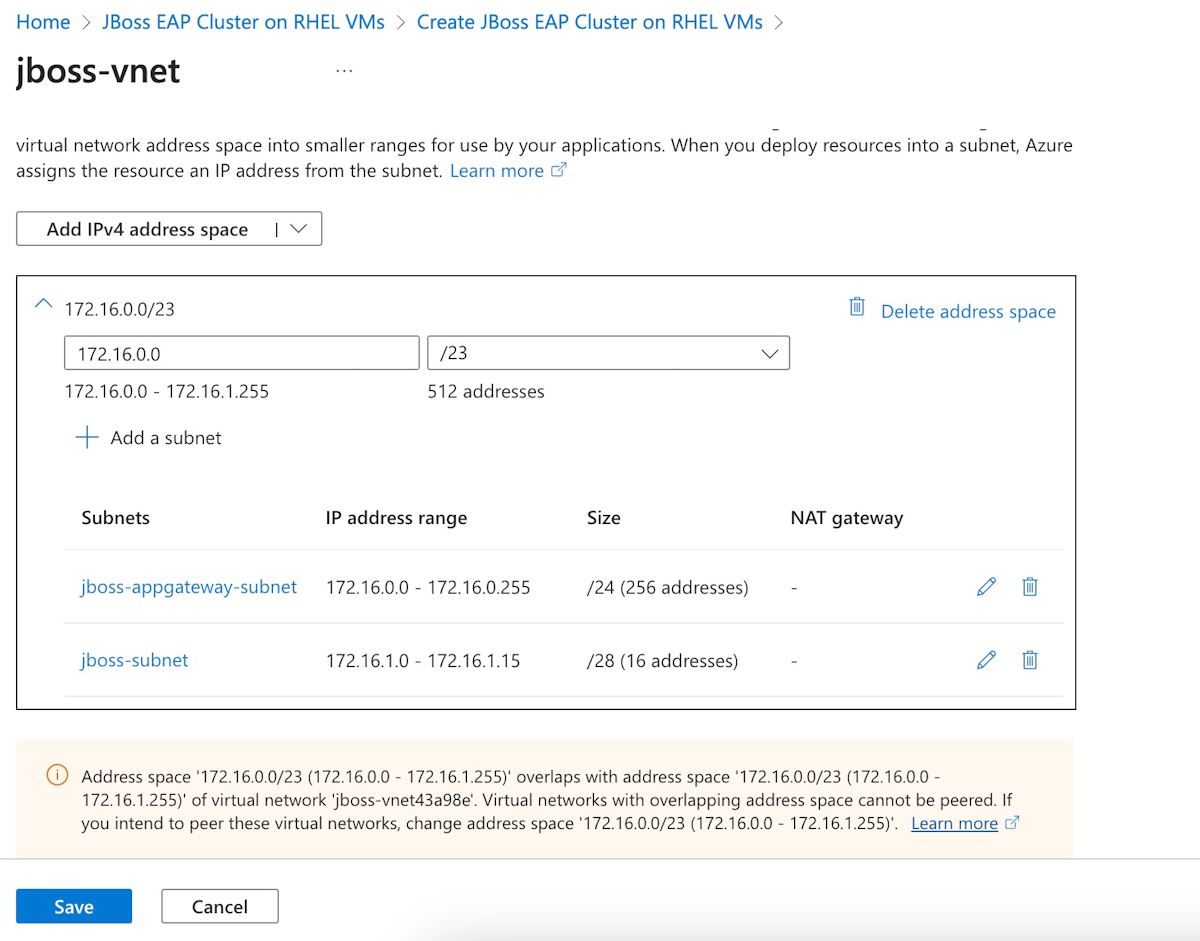 Home > JBoss EAP Cluster on RHEL VMs > Create JBoss EAP Cluster on RHEL VMs >
jboss-vnet ...
virtual network address space into smaller ranges for use by your applications. When you deploy resources into a subnet, Azure
assigns the resource an IP address from the subnet. Learn more
Add IPv4 address space |
172.16.0.0/23 Delete address space
172.16.0.0 /23
172.16.0.0 - 172.16.1.255 512 addresses
+ Add a subnet
Subnets IP address range Size NAT gateway
jboss-appgateway-subnet 172.16.0.0 - 172.16.0.255 /24 (256 addresses) -
jboss-subnet 172.16.1.0 - 172.16.1.15 /28 (16 addresses) -
Address space '172.16.0.0/23 (172.16.0.0 - 172.16.1.255)' overlaps with address space '172.16.0.0/23 (172.16.0.0 -
172.16.1.255)' of virtual network 'jboss-vnet43a98e'. Virtual networks with overlapping address space cannot be peered. If
you intend to peer these virtual networks, change address space '172.16.0.0/23 (172.16.0.0 - 172.16.1.255)'. Learn more
Save Cancel